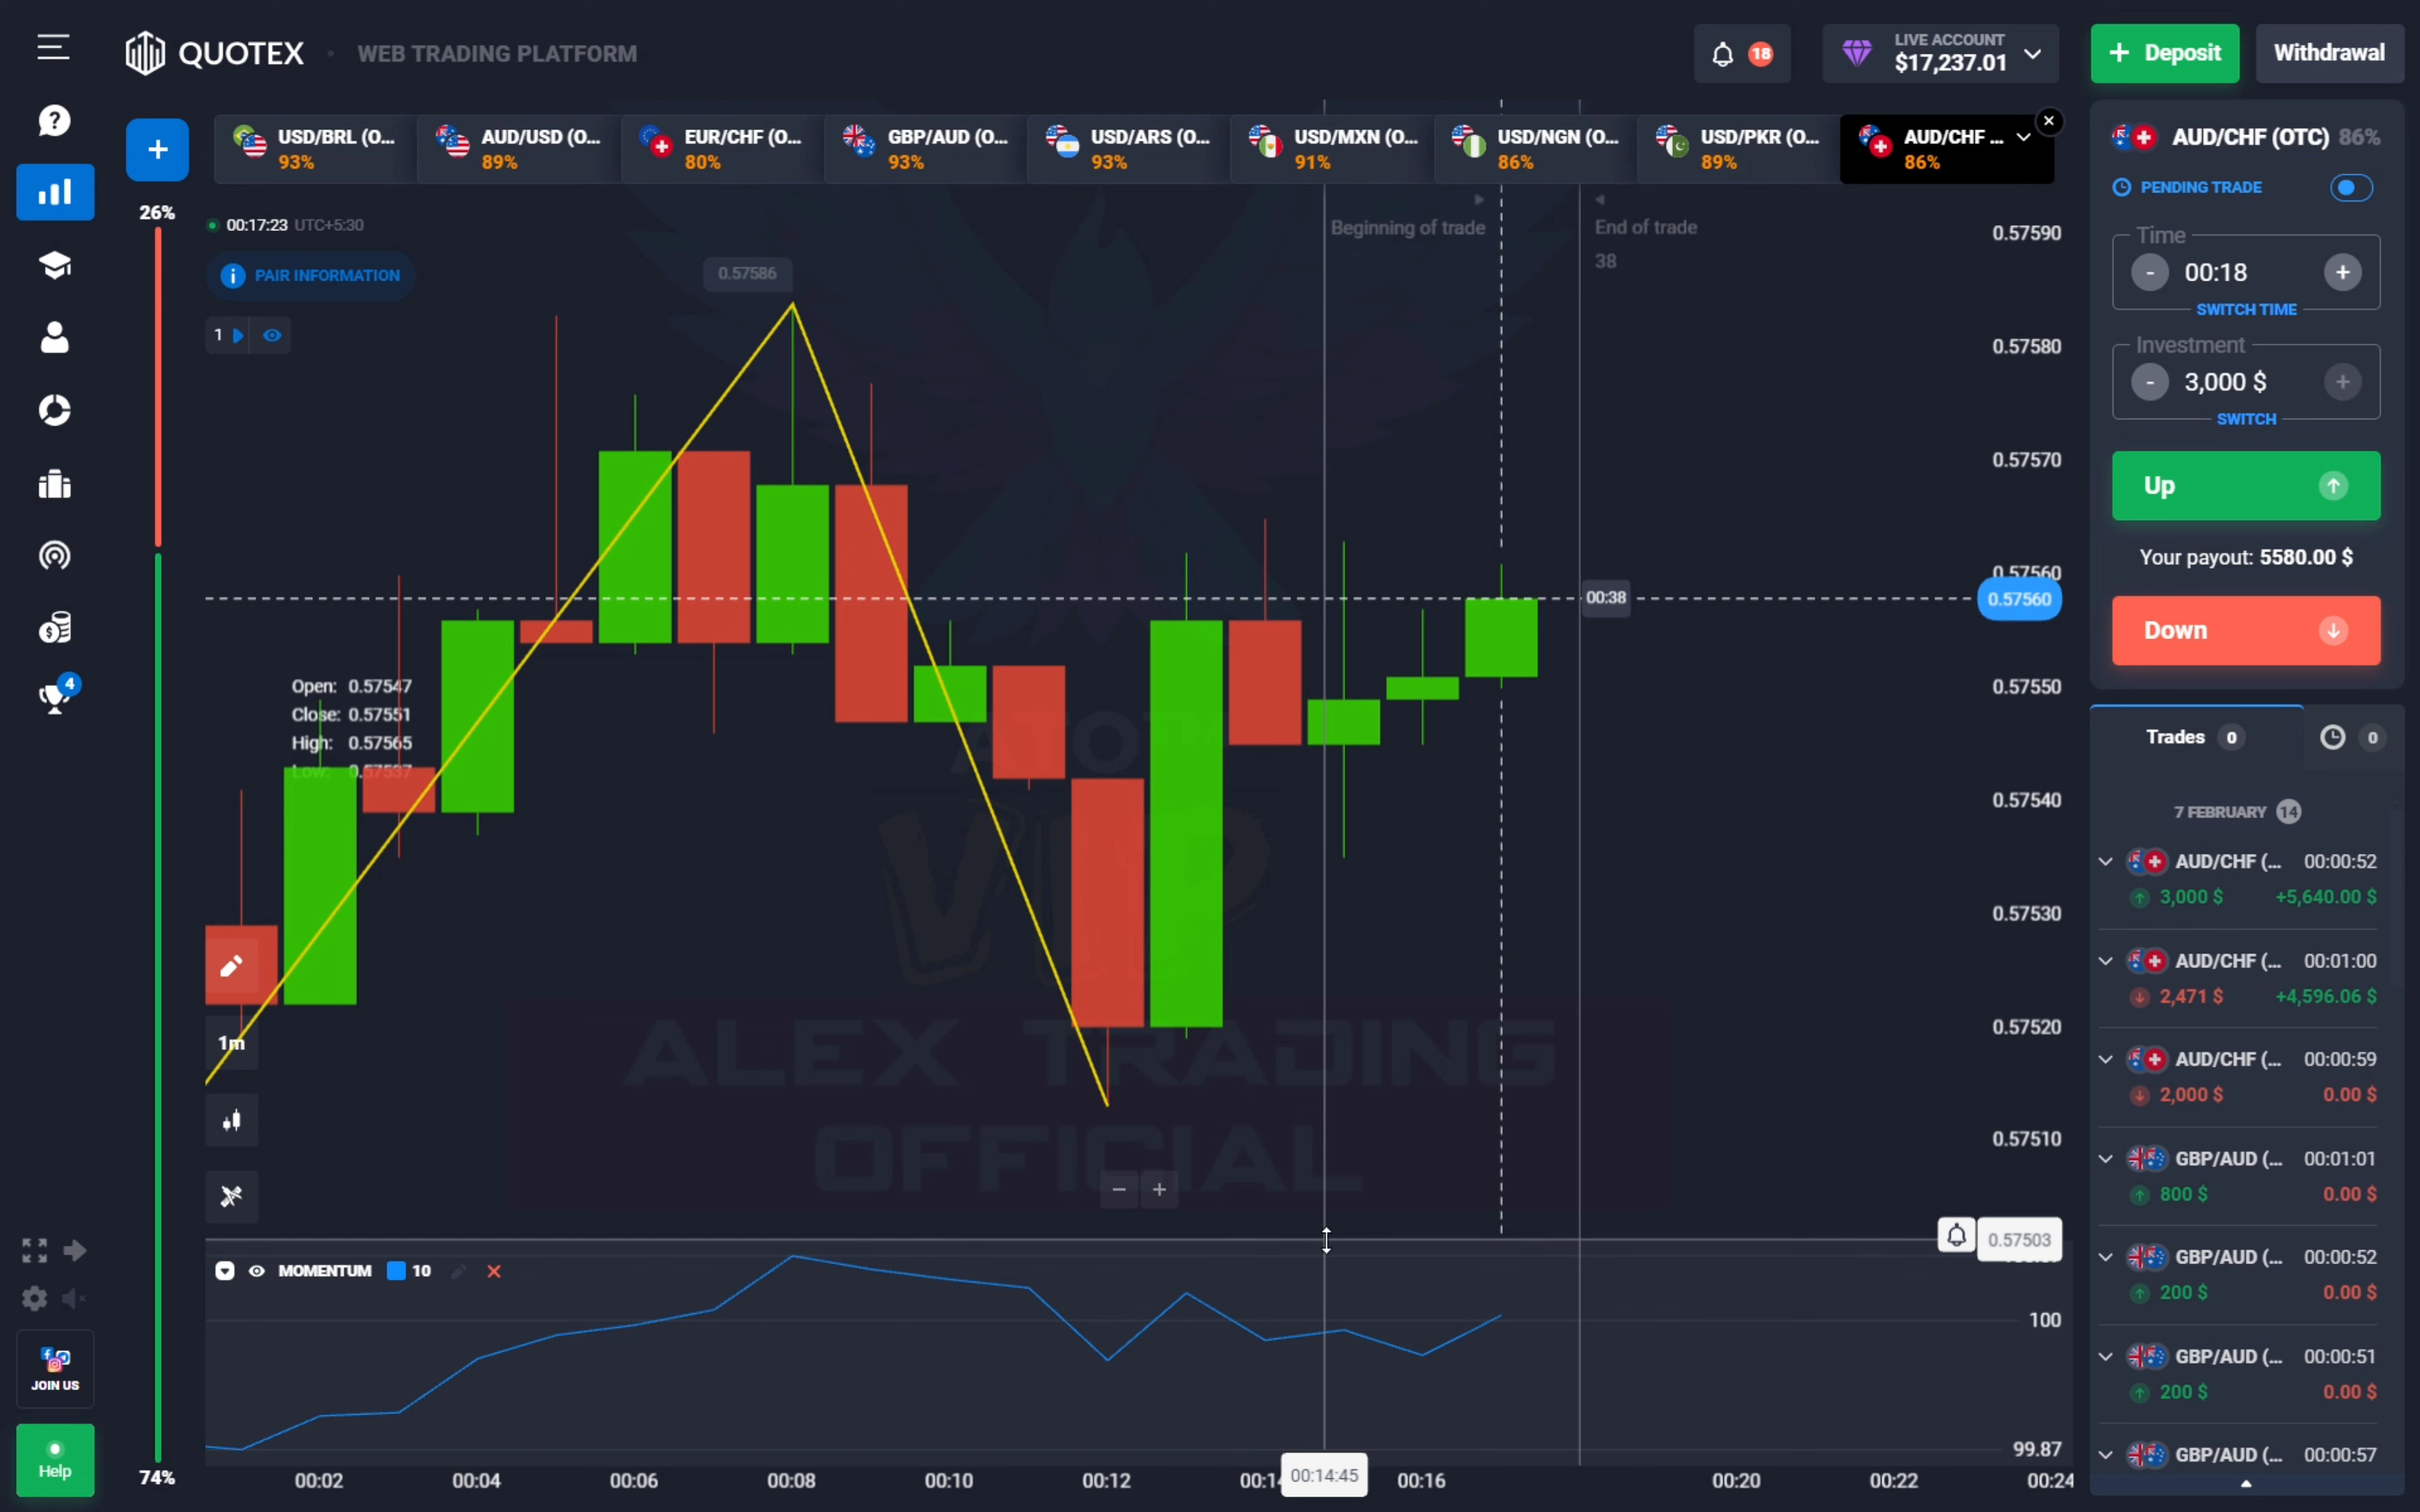 QUOTEX
WEB TRADING PLATFORM
18
LIVE ACCOUNT
$17,237.01
+ Deposit
Withdrawal
USD/BRL (O...
93%
AUD/USD (O...
89%
EUR/CHF (O...
80%
GBP/AUD (O...
93%
USD/ARS (O...
93%
USD/MXN (O...
91%
USD/NGN (O...
86%
USD/PKR (O...
89%
AUD/CHF ...
86%
26%
00:17:23 UTC+5:30
PAIR INFORMATION
1
0.57586
Beginning of trade
End of trade
38
0.57590
0.57580
0.57570
0.57560
0.57560
00:38
0.57550
0.57540
0.57530
0.57520
0.57510
0.57503
Open: 0.57547
Close: 0.57551
High: 0.57565
Low: 0.57537
1m
VIP
ALEX TRADING
OFFICIAL
MOMENTUM 10
100
99.87
74%
00:02
00:04
00:06
00:08
00:10
00:12
00:14:45
00:16
00:20
00:22
00:24
4
JOIN US
Help
AUD/CHF (OTC) 86%
PENDING TRADE
Time
- 00:18 +
SWITCH TIME
Investment
- 3,000 $ +
SWITCH
Up
Your payout: 5580.00 $
Down
Trades 0
0
7 FEBRUARY 14
AUD/CHF (... 00:00:52
3,000 $ +5,640.00 $
AUD/CHF (... 00:01:00
2,471 $ +4,596.06 $
AUD/CHF (... 00:00:59
2,000 $ 0.00 $
GBP/AUD (... 00:01:01
800 $ 0.00 $
GBP/AUD (... 00:00:52
200 $ 0.00 $
GBP/AUD (... 00:00:51
200 $ 0.00 $
GBP/AUD (... 00:00:57